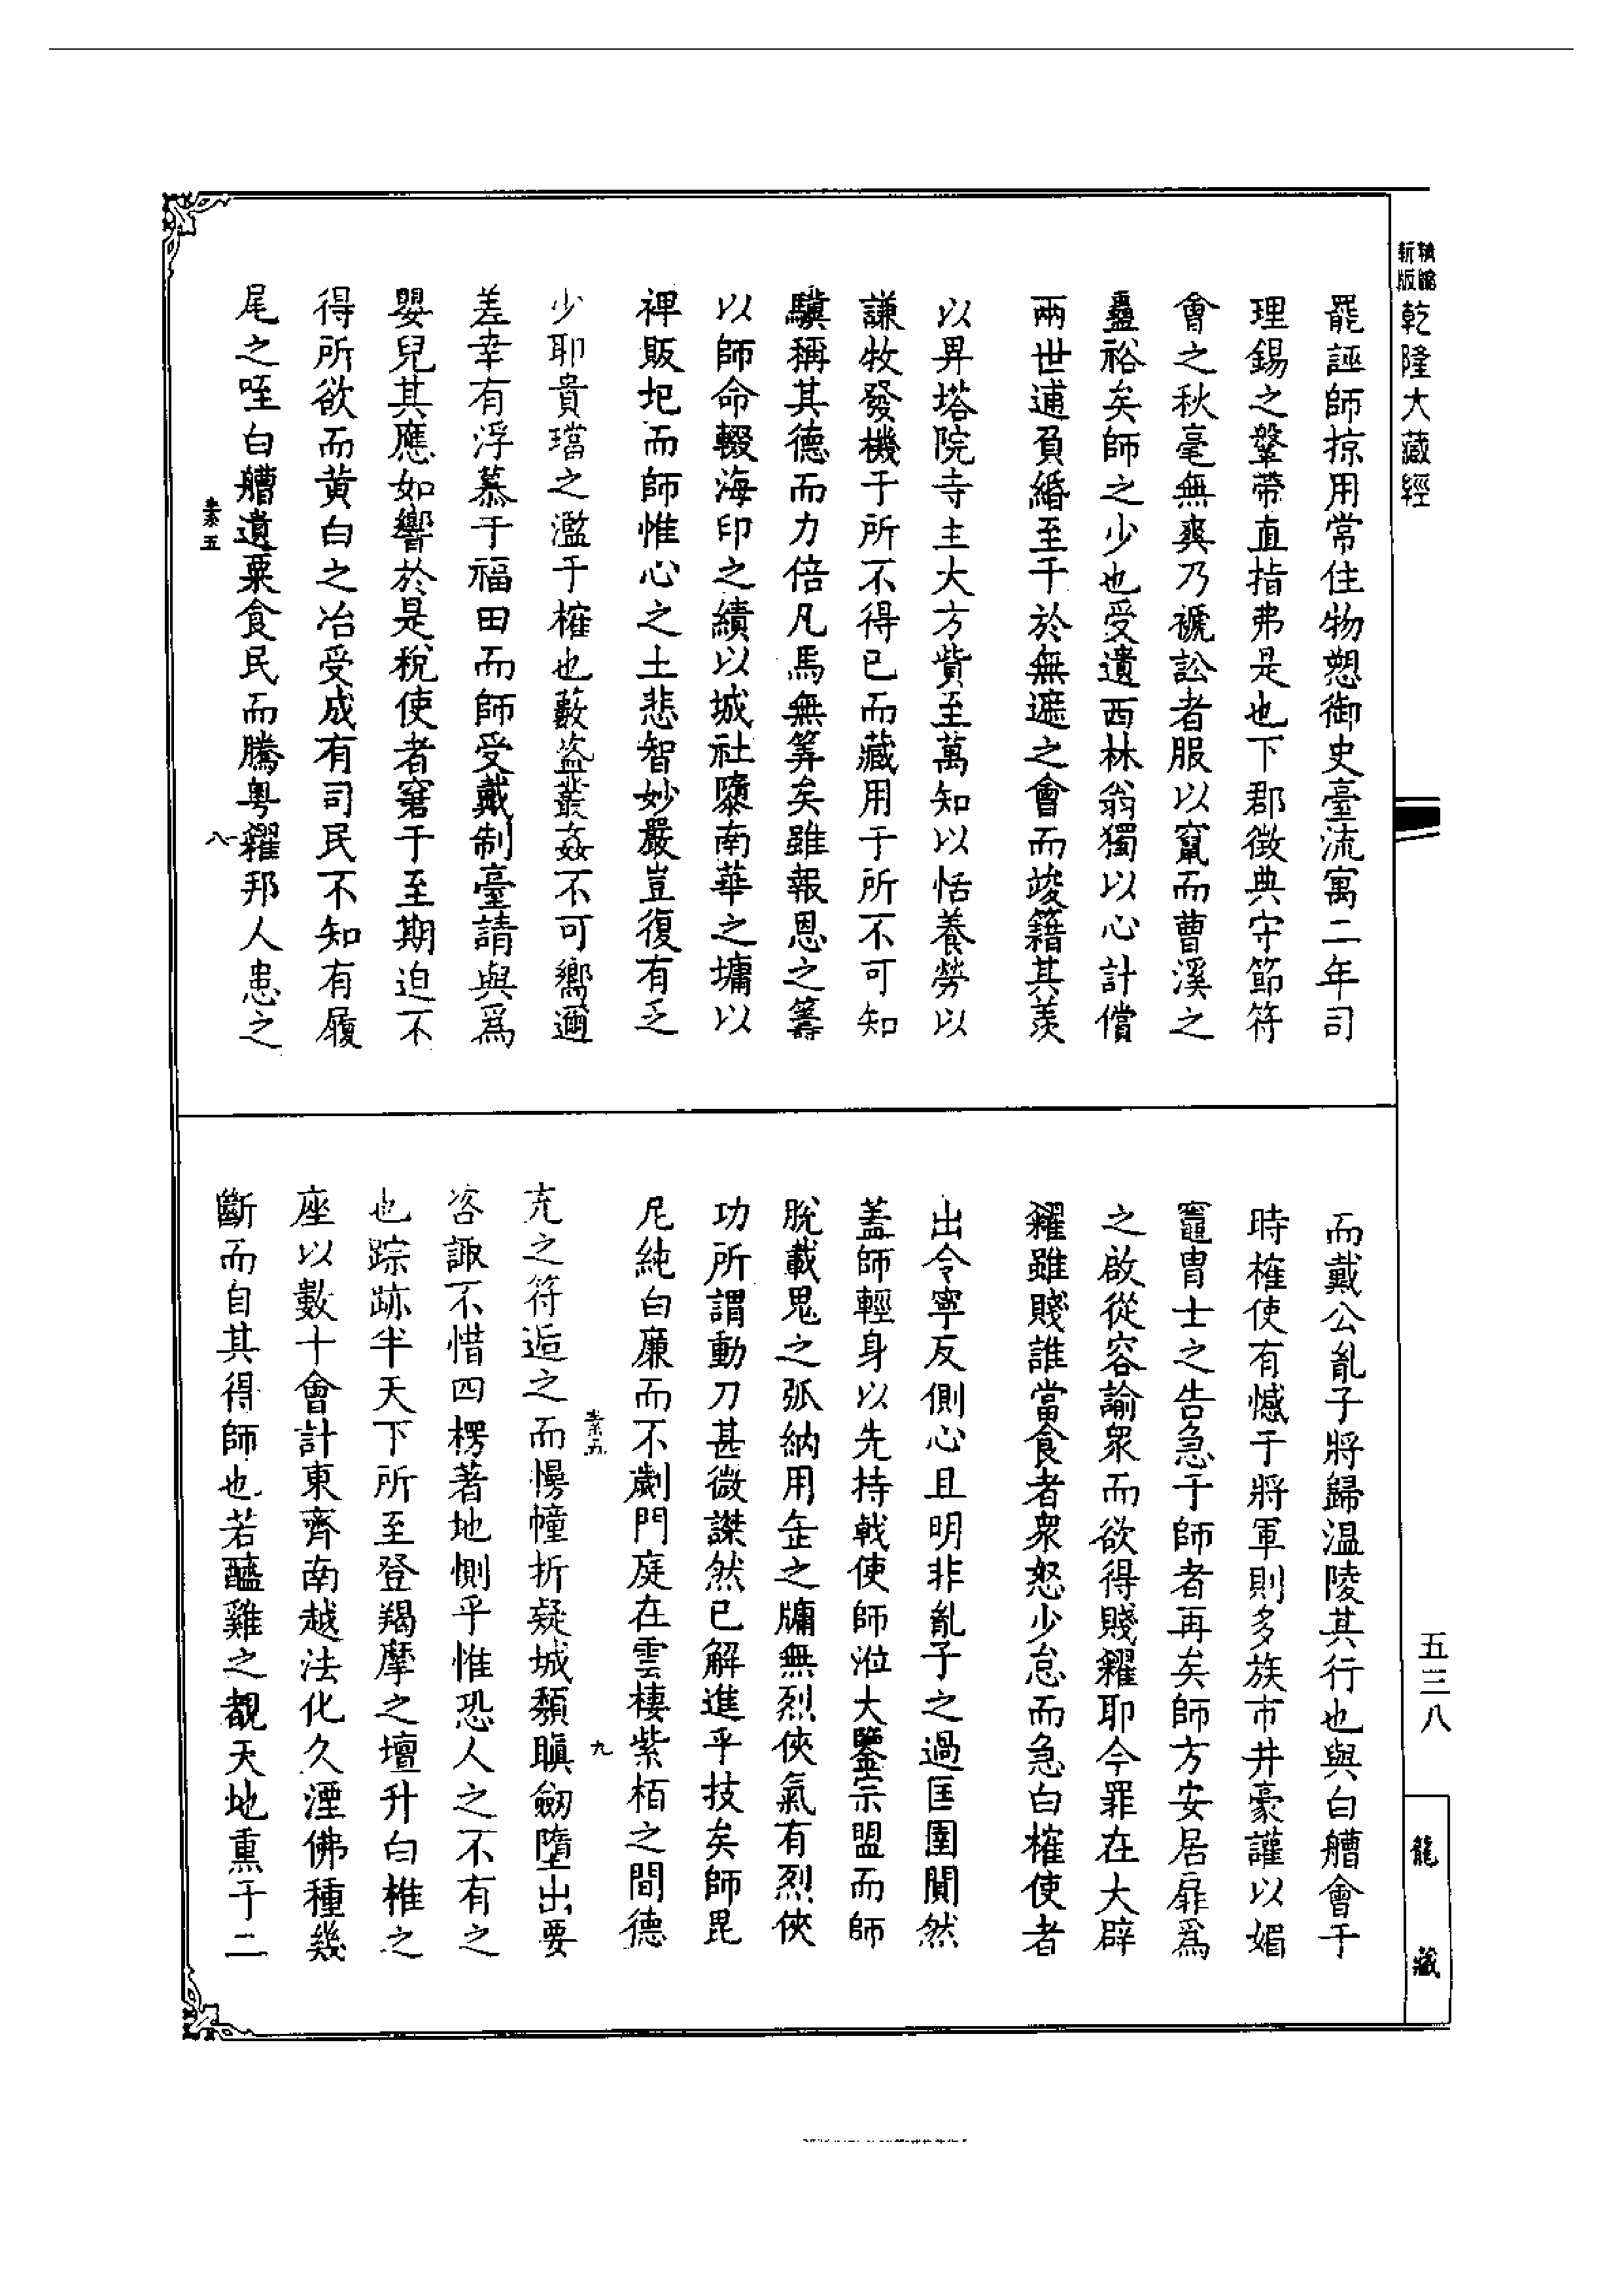 新編
縮版
乾隆大藏經
罷誣師掠用常住物愬御史臺流寓二年司
理錫之鞶帶直指弗是也下郡徵典守節符
會之秋毫無爽乃褫訟者服以竄而曹溪之
蠱裕矣師之少也受遺西林翁獨以心計償
兩世逋負緡至千於無遮之會而竣籍其羨
以畀塔院寺主大方貲至萬知以恬養勞以
謙牧發機于所不得已而藏用于所不可知
驥稱其德而力倍凡馬無筭矣雖報恩之籌
以師命輟海印之績以城社隳南華之墉以
裨販圯而師惟心之土悲智妙嚴豈復有乏
少耶貴璫之濫于榷也藪盜叢姦不可嚮邇
差幸有浮慕于福田而師受戴制臺請與爲
嬰兒其應如響於是稅使者窘于至期迫不
得所欲而黃白之冶受成有司民不知有履
尾之咥白艚遺粟食民而騰粵糴邦人患之
素五
八
而戴公亂子將歸溫陵其行也與白艚會于
時榷使有憾于將軍則多族市井豪讙以媚
竈冑士之告急于師者再矣師方安居扉爲
之啟從容諭眾而欲得賤糴耶今罪在大辟
糴雖賤誰當食者眾怒少怠而急白榷使者
出令寧反側心且明非亂子之過匡圍闃然
蓋師輕身以先持戟使師涖大鑒宗盟而師
脫載鬼之弧納用缶之牖無烈俠氣有烈俠
功所謂動刀甚微謋然已解進乎技矣師毘
尼純白廉而不劌門庭在雲棲紫栢之間德
充之符逅之而慢幢折疑城頹瞋劒墮出要
咨諏不惜四楞著地惻乎惟恐人之不有之
也踪跡半天下所至登羯摩之壇升白椎之
座以數十會計東齊南越法化久湮佛種幾
斷而自其得師也若醯雞之覩天地熏于二
素五
九
五三八
龍藏